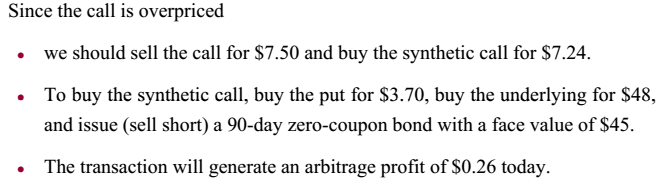 Since the call is overpriced
• we should sell the call for $7.50 and buy the synthetic call for $7.24.
• To buy the synthetic call, buy the put for $3.70, buy the underlying for $48,
and issue (sell short) a 90-day zero-coupon bond with a face value of $45.
• The transaction will generate an arbitrage profit of $0.26 today.